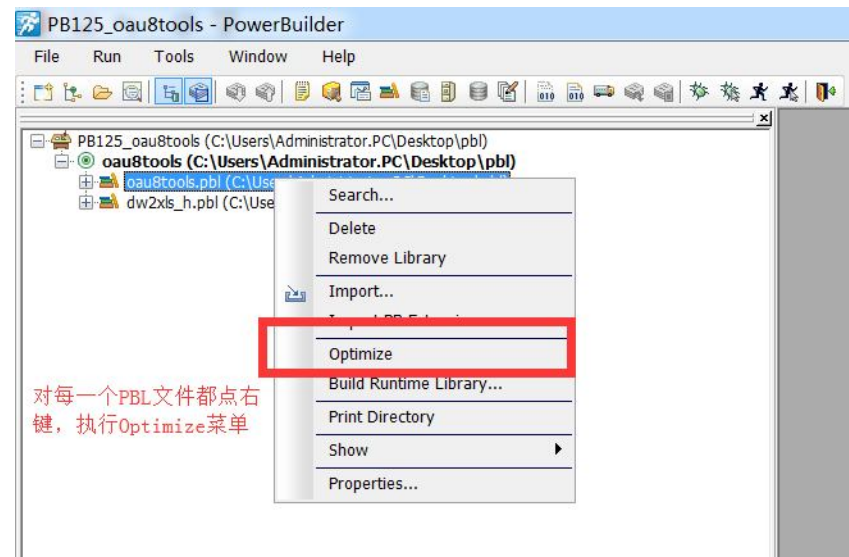 PB125_oau8tools - PowerBuilder
File Run Tools Window Help
PB125_oau8tools (C:\Users\Administrator.PC\Desktop\pbl)
oau8tools (C:\Users\Administrator.PC\Desktop\pbl)
oau8tools.pbl (C:\Use
dw2xls_h.pbl (C:\Use
Search...
Delete
Remove Library
Import...
Optimize
Build Runtime Library...
Print Directory
Show
Properties...
对每一个PBL文件都点右
键，执行Optimize菜单